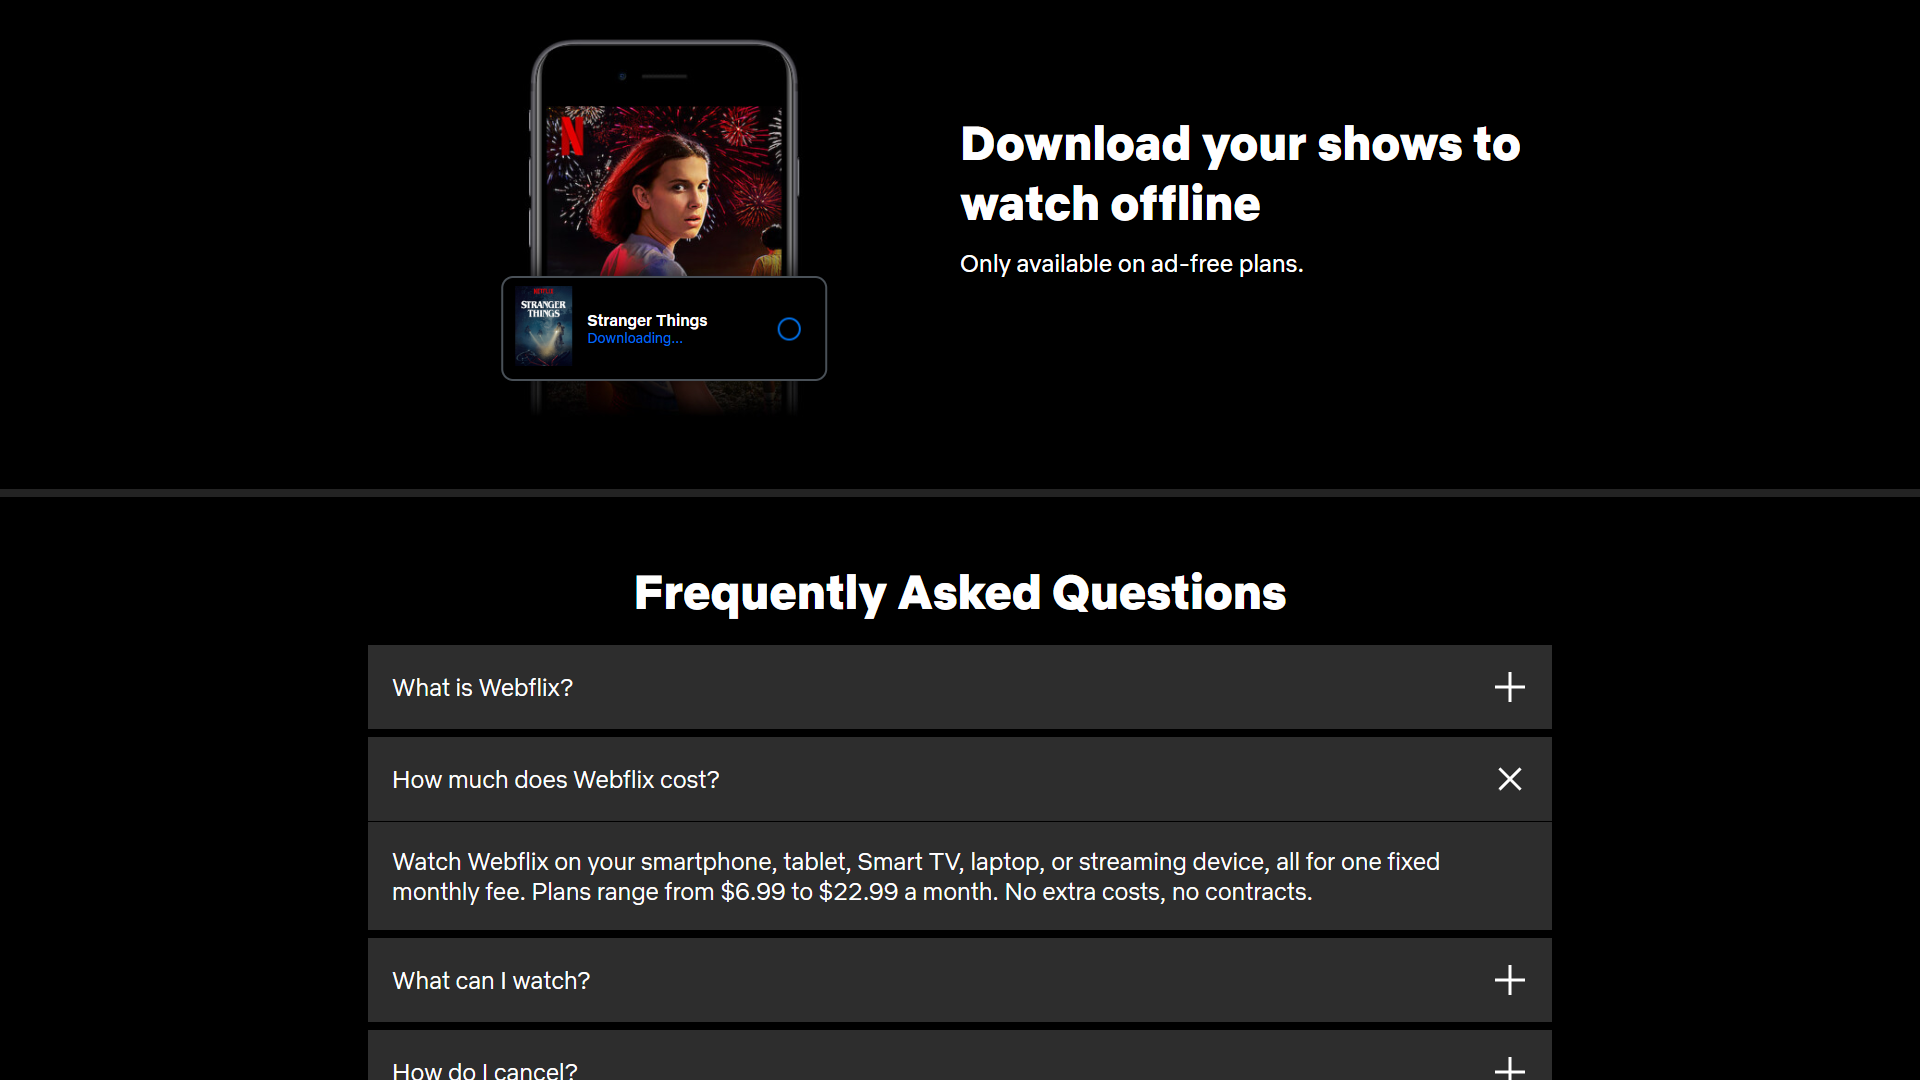 N
Download your shows to
watch offline
Only available on ad-free plans.
NETFLIX
STRANGER
THINGS
Stranger Things
Downloading...
Frequently Asked Questions
What is Webflix?
How much does Webflix cost?
Watch Webflix on your smartphone, tablet, Smart TV, laptop, or streaming device, all for one fixed
monthly fee. Plans range from $6.99 to $22.99 a month. No extra costs, no contracts.
What can I watch?
How do I cancel?